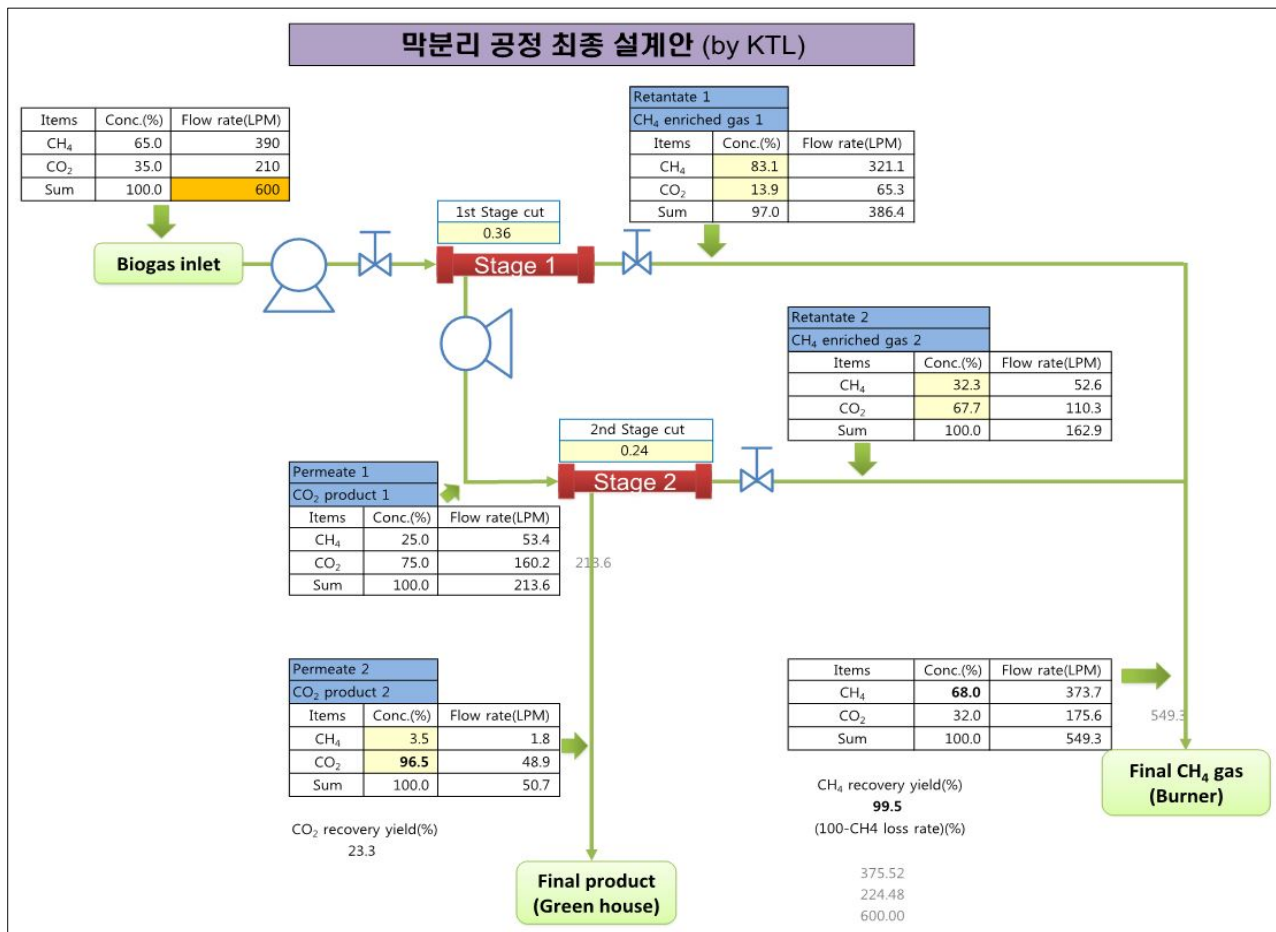 막분리 공정 최종 설계안 (by KTL)
Items Conc.(%) Flow rate(LPM)
CH₄ 65.0 390
CO₂ 35.0 210
Sum 100.0 600
Biogas inlet
1st Stage cut
0.36
Stage 1
Retantate 1
CH₄ enriched gas 1
Items Conc.(%) Flow rate(LPM)
CH₄ 83.1 321.1
CO₂ 13.9 65.3
Sum 97.0 386.4
Retantate 2
CH₄ enriched gas 2
Items Conc.(%) Flow rate(LPM)
CH₄ 32.3 52.6
CO₂ 67.7 110.3
Sum 100.0 162.9
2nd Stage cut
0.24
Stage 2
Permeate 1
CO₂ product 1
Items Conc.(%) Flow rate(LPM)
CH₄ 25.0 53.4
CO₂ 75.0 160.2 213.6
Sum 100.0 213.6
Permeate 2
CO₂ product 2
Items Conc.(%) Flow rate(LPM)
CH₄ 3.5 1.8
CO₂ 96.5 48.9
Sum 100.0 50.7
CO₂ recovery yield(%)
23.3
Final product
(Green house)
Items Conc.(%) Flow rate(LPM)
CH₄ 68.0 373.7
CO₂ 32.0 175.6 549.3
Sum 100.0 549.3
Final CH₄ gas
(Burner)
CH₄ recovery yield(%)
99.5
(100-CH4 loss rate)(%)
375.52
224.48
600.00